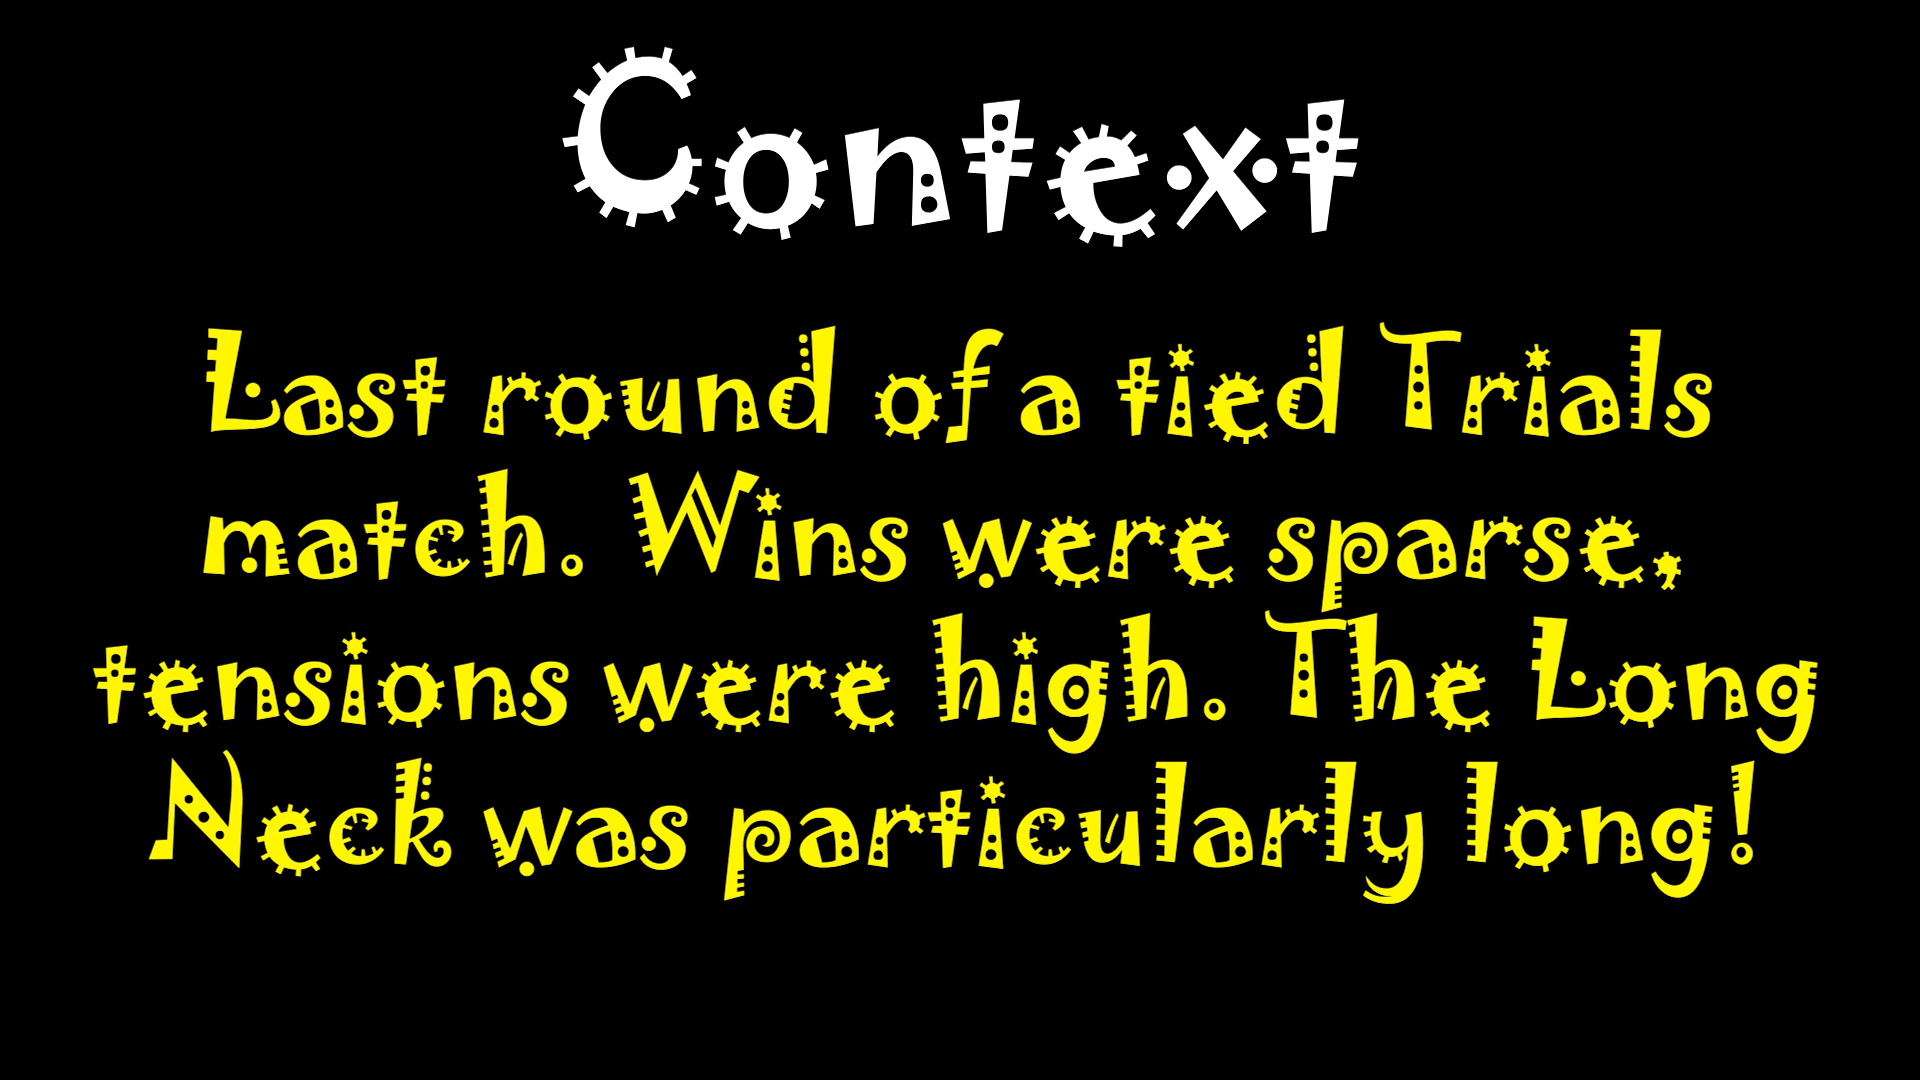 Context
Last round of a tied Trials
match. Wins were sparse,
tensions were high. The Long
Neck was particularly long!